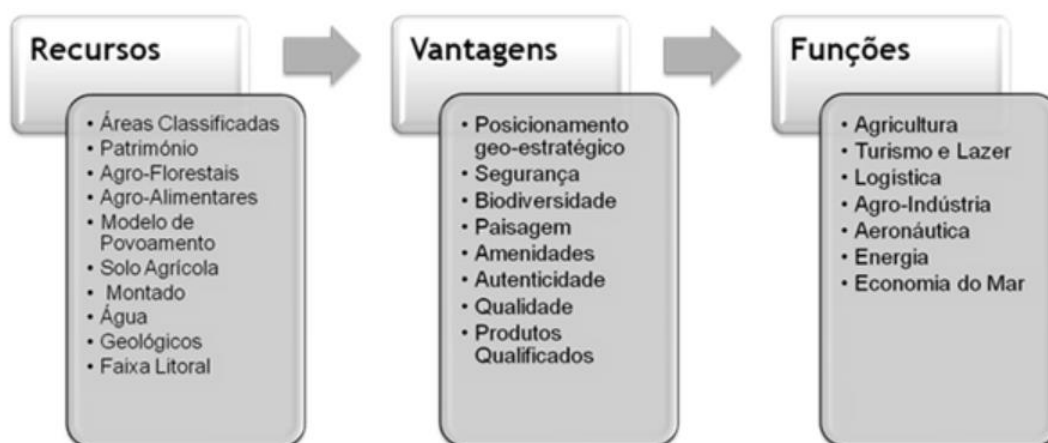 Recursos
• Áreas Classificadas
• Património
• Agro-Florestais
• Agro-Alimentares
• Modelo de
Povoamento
• Solo Agrícola
• Montado
• Água
• Geológicos
• Faixa Litoral
Vantagens
• Posicionamento
geo-estratégico
• Segurança
• Biodiversidade
• Paisagem
• Amenidades
• Autenticidade
• Qualidade
• Produtos
Qualificados
Funções
• Agricultura
• Turismo e Lazer
• Logística
• Agro-Indústria
• Aeronáutica
• Energia
• Economia do Mar